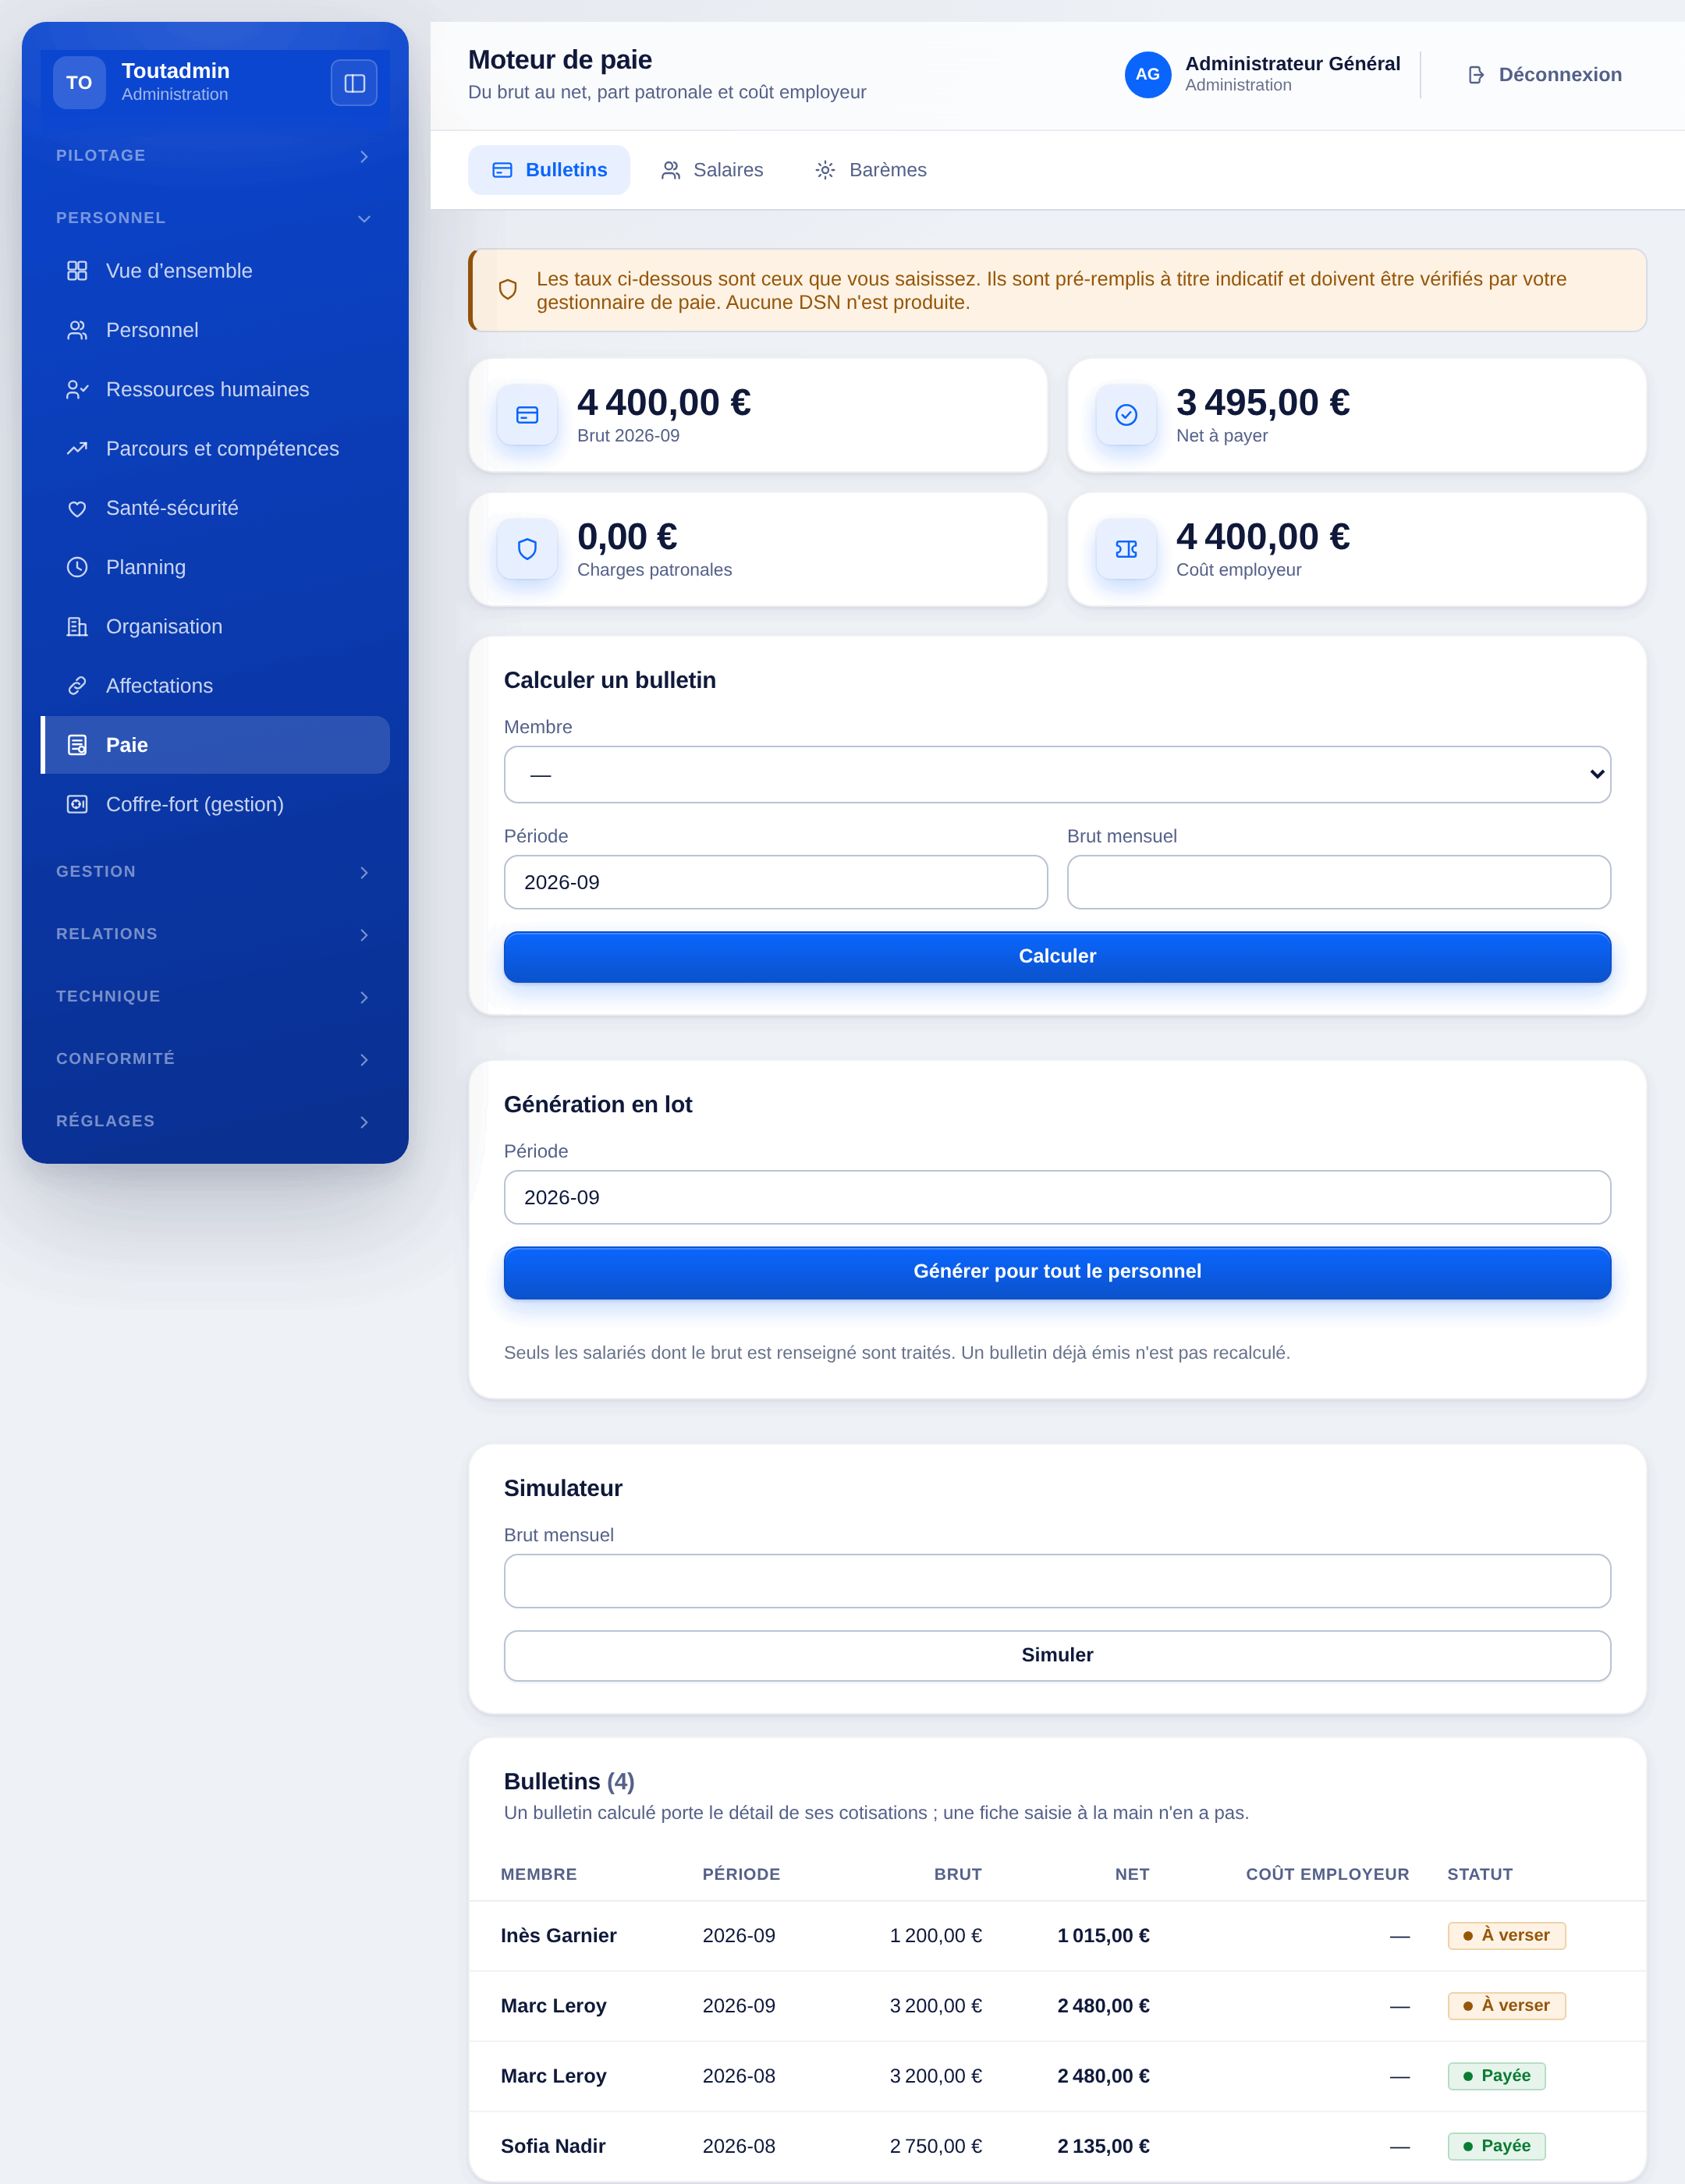 TO
Toutadmin
Administration
PILOTAGE
PERSONNEL
Vue d’ensemble
Personnel
Ressources humaines
Parcours et compétences
Santé-sécurité
Planning
Organisation
Affectations
Paie
Coffre-fort (gestion)
GESTION
RELATIONS
TECHNIQUE
CONFORMITÉ
RÉGLAGES
Moteur de paie
Du brut au net, part patronale et coût employeur
AG
Administrateur Général
Administration
Déconnexion
Bulletins
Salaires
Barèmes
Les taux ci-dessous sont ceux que vous saisissez. Ils sont pré-remplis à titre indicatif et doivent être vérifiés par votre
gestionnaire de paie. Aucune DSN n'est produite.
4 400,00 €
Brut 2026-09
3 495,00 €
Net à payer
0,00 €
Charges patronales
4 400,00 €
Coût employeur
Calculer un bulletin
Membre
—
Période
Brut mensuel
2026-09
Calculer
Génération en lot
Période
2026-09
Générer pour tout le personnel
Seuls les salariés dont le brut est renseigné sont traités. Un bulletin déjà émis n'est pas recalculé.
Simulateur
Brut mensuel
Simuler
Bulletins (4)
Un bulletin calculé porte le détail de ses cotisations ; une fiche saisie à la main n'en a pas.
MEMBRE PÉRIODE BRUT NET COÛT EMPLOYEUR STATUT
Inès Garnier 2026-09 1 200,00 € 1 015,00 € — À verser
Marc Leroy 2026-09 3 200,00 € 2 480,00 € — À verser
Marc Leroy 2026-08 3 200,00 € 2 480,00 € — Payée
Sofia Nadir 2026-08 2 750,00 € 2 135,00 € — Payée